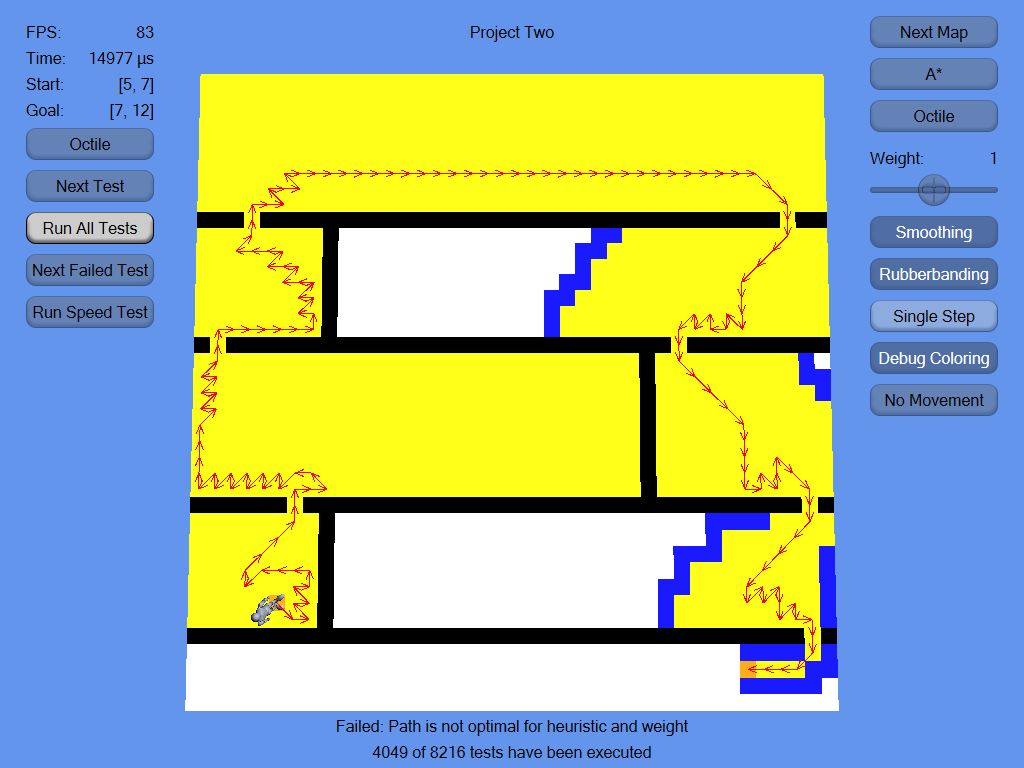 FPS: 83
Time: 14977 µs
Start: [5, 7]
Goal: [7, 12]
Octile
Next Test
Run All Tests
Next Failed Test
Run Speed Test
Project Two
Next Map
A*
Octile
Weight: 1
Smoothing
Rubberbanding
Single Step
Debug Coloring
No Movement
Failed: Path is not optimal for heuristic and weight
4049 of 8216 tests have been executed